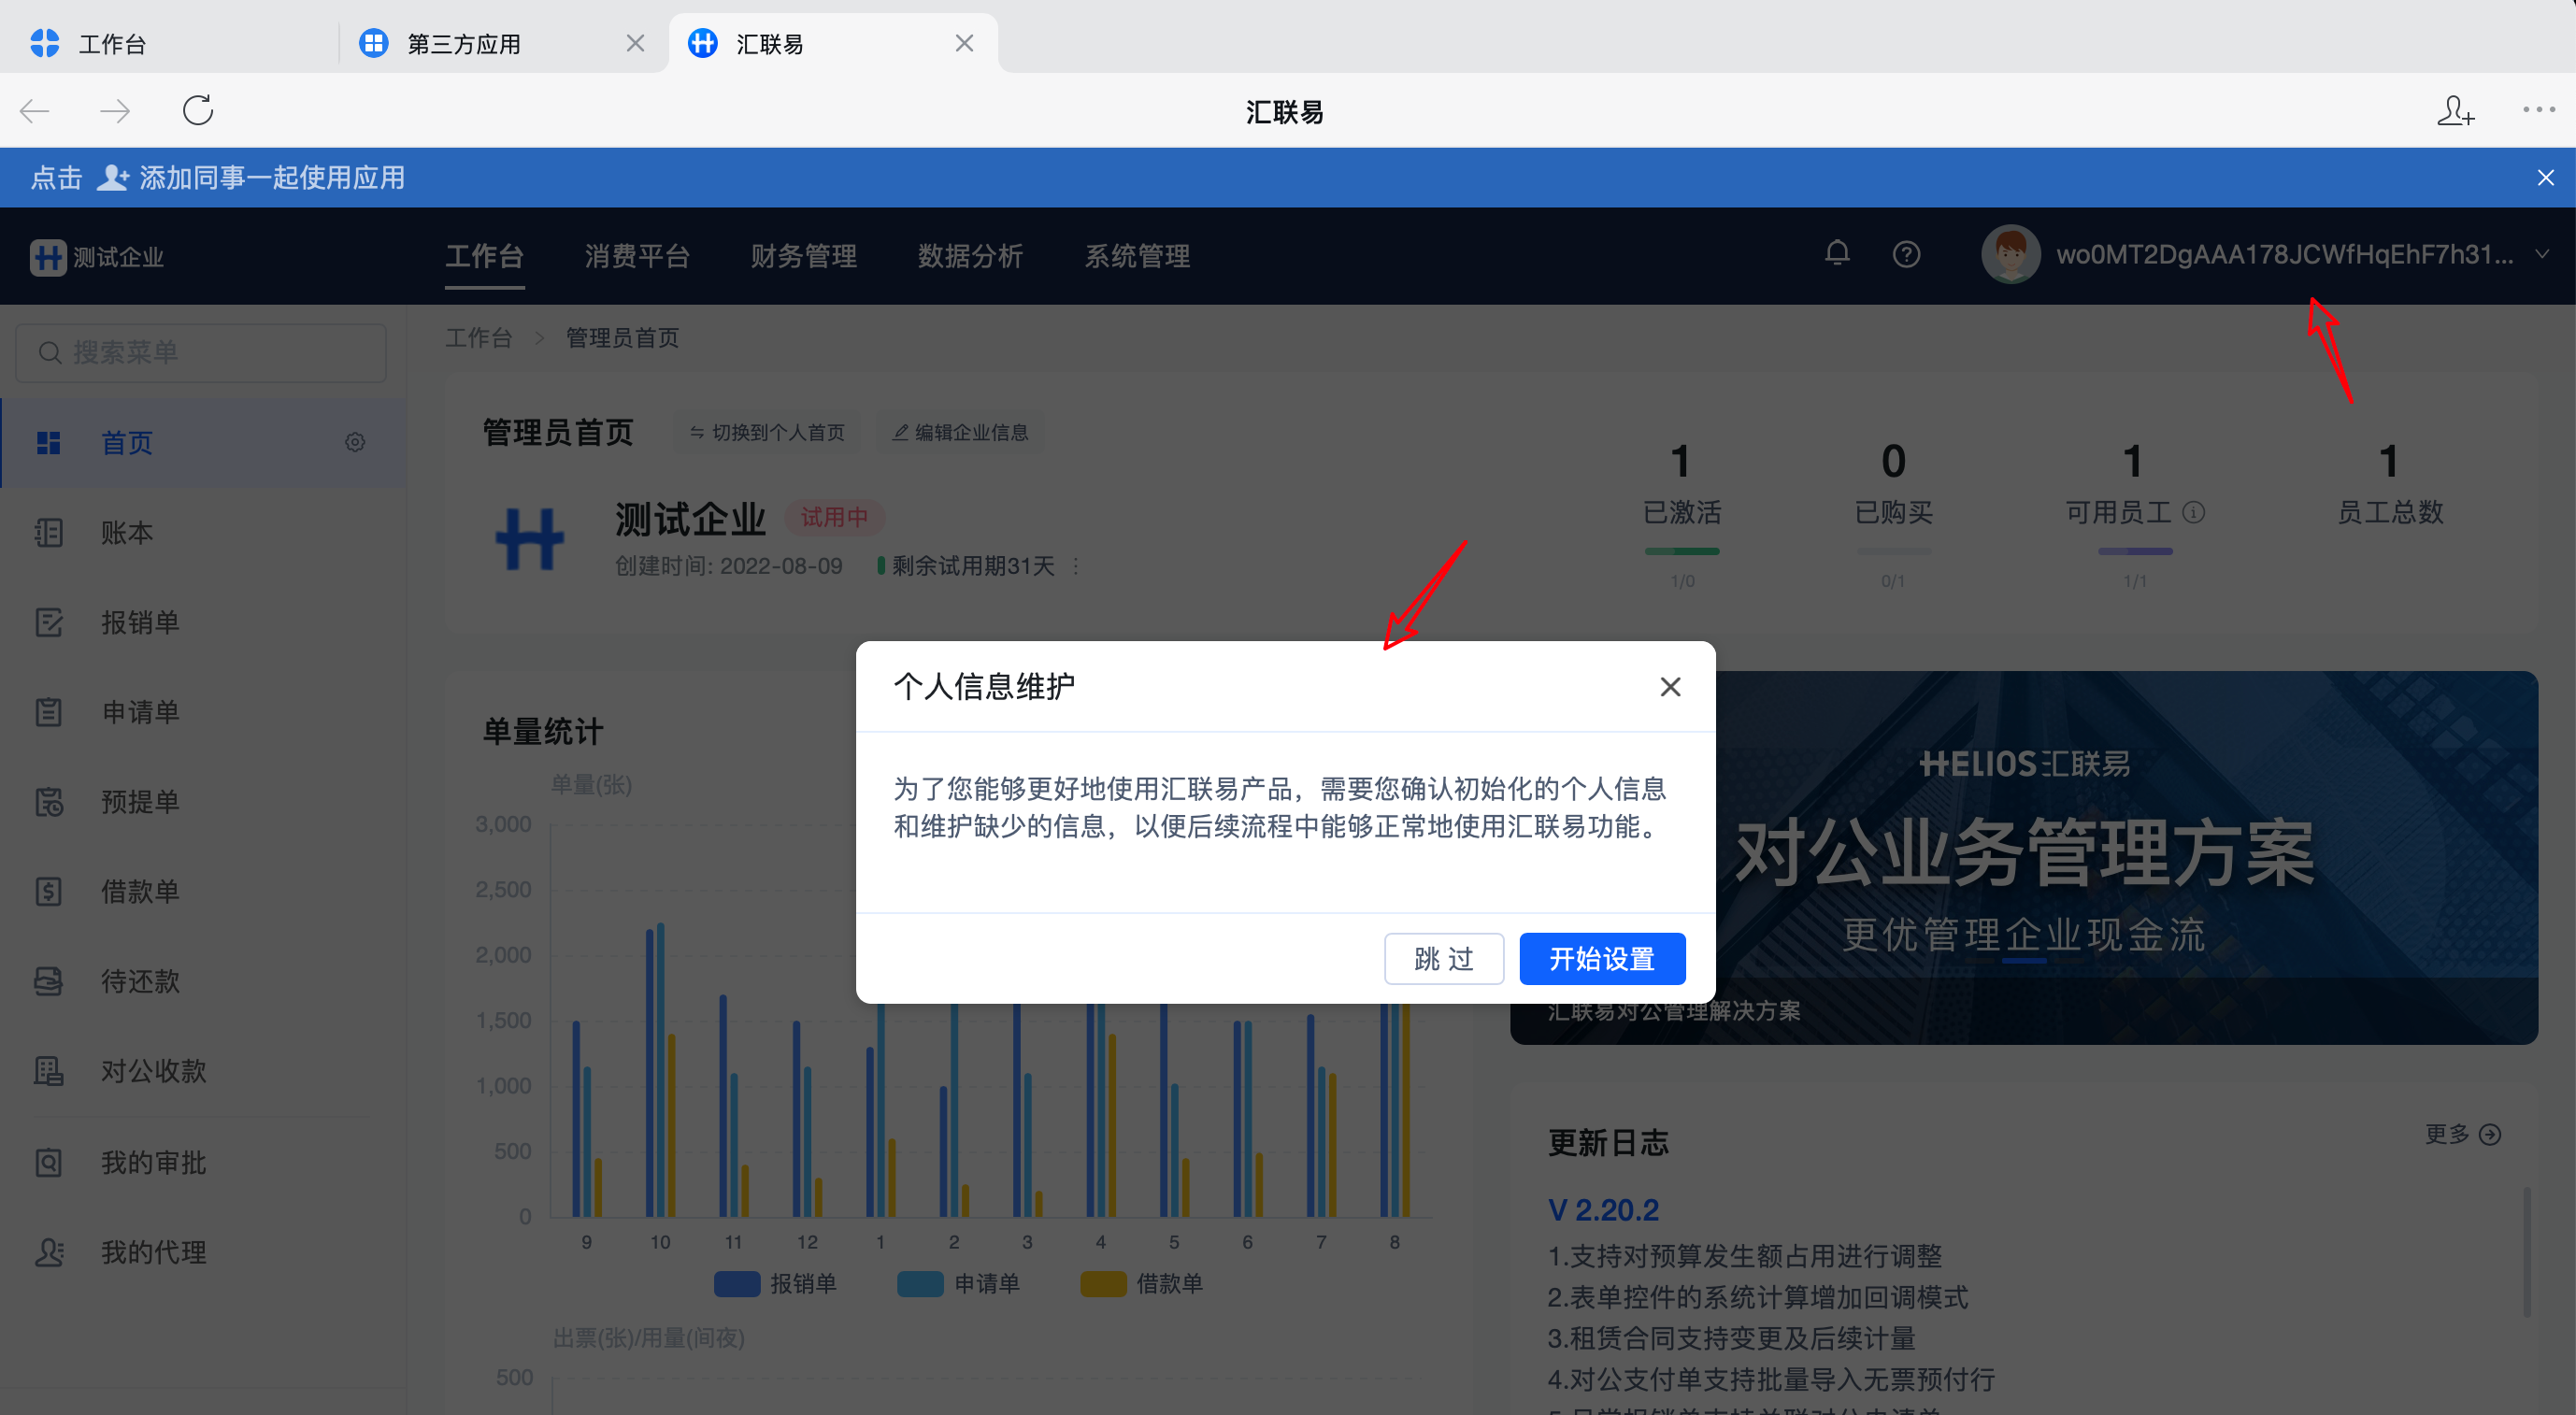 工作台
第三方应用
汇联易
汇联易
点击 添加同事一起使用应用
测试企业
工作台
消费平台
财务管理
数据分析
系统管理
wo0MT2DgAAA178JCWfHqEhF7h31...
搜索菜单
首页
账本
报销单
申请单
预提单
借款单
待还款
对公收款
我的审批
我的代理
工作台 > 管理员首页
管理员首页
切换到个人首页
编辑企业信息
测试企业
试用中
创建时间: 2022-08-09
剩余试用期31天
1
已激活
1/0
0
已购买
0/1
1
可用员工
1/1
1
员工总数
个人信息维护
为了您能够更好地使用汇联易产品，需要您确认初始化的个人信息
和维护缺少的信息，以便后续流程中能够正常地使用汇联易功能。
跳 过
开始设置
单量统计
单量(张)
3,000
2,500
2,000
1,500
1,000
500
0
9
10
11
12
1
2
3
4
5
6
7
8
报销单
申请单
借款单
出票(张)/用量(间夜)
500
HELIOS汇联易
对公业务管理方案
更优管理企业现金流
汇联易对公管理解决方案
更新日志
更多
V 2.20.2
1.支持对预算发生额占用进行调整
2.表单控件的系统计算增加回调模式
3.租赁合同支持变更及后续计量
4.对公支付单支持批量导入无票预付行